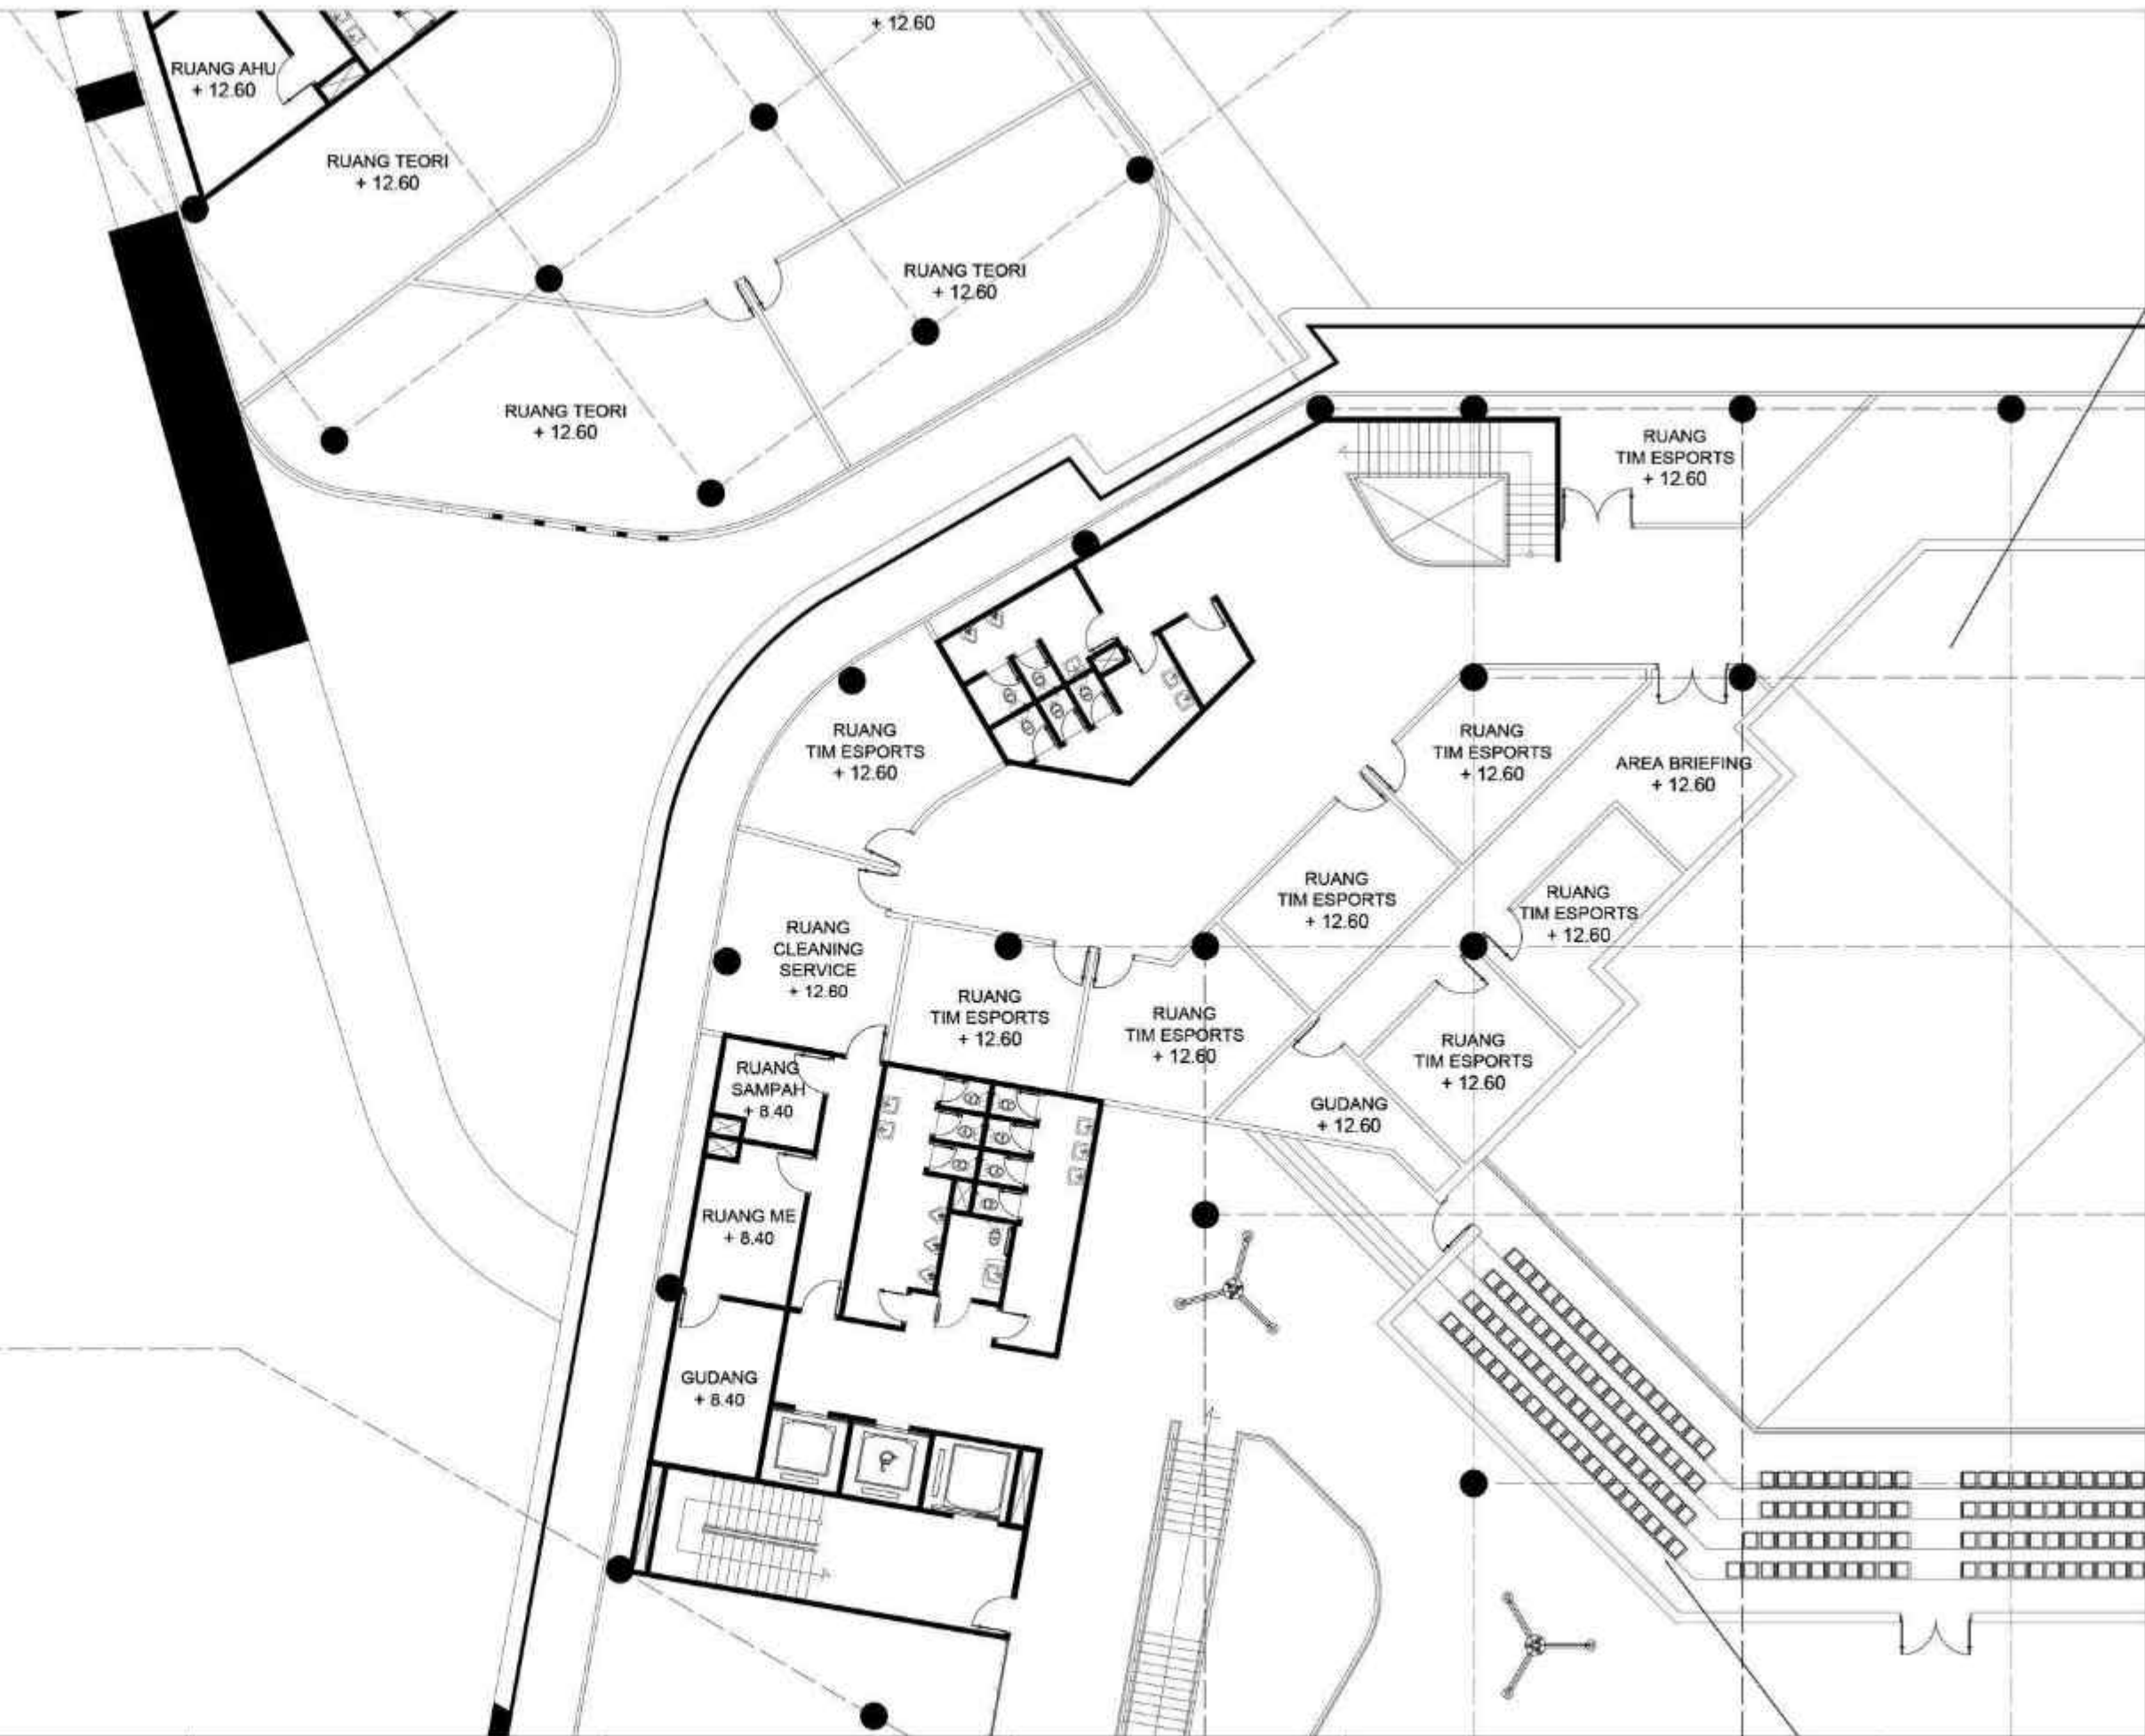 + 12.60
RUANG AHU
+ 12.60
RUANG TEORI
+ 12.60
RUANG TEORI
+ 12.60
RUANG TEORI
+ 12.60
RUANG
TIM ESPORTS
+ 12.60
RUANG
TIM ESPORTS
+ 12.60
RUANG
TIM ESPORTS
+ 12.60
AREA BRIEFING
+ 12.60
RUANG
TIM ESPORTS
+ 12.60
RUANG
TIM ESPORTS
+ 12.60
RUANG
CLEANING
SERVICE
+ 12.60
RUANG
TIM ESPORTS
+ 12.60
RUANG
TIM ESPORTS
+ 12.60
RUANG
TIM ESPORTS
+ 12.60
RUANG
SAMPAH
+ 8.40
GUDANG
+ 12.60
RUANG ME
+ 8.40
GUDANG
+ 8.40